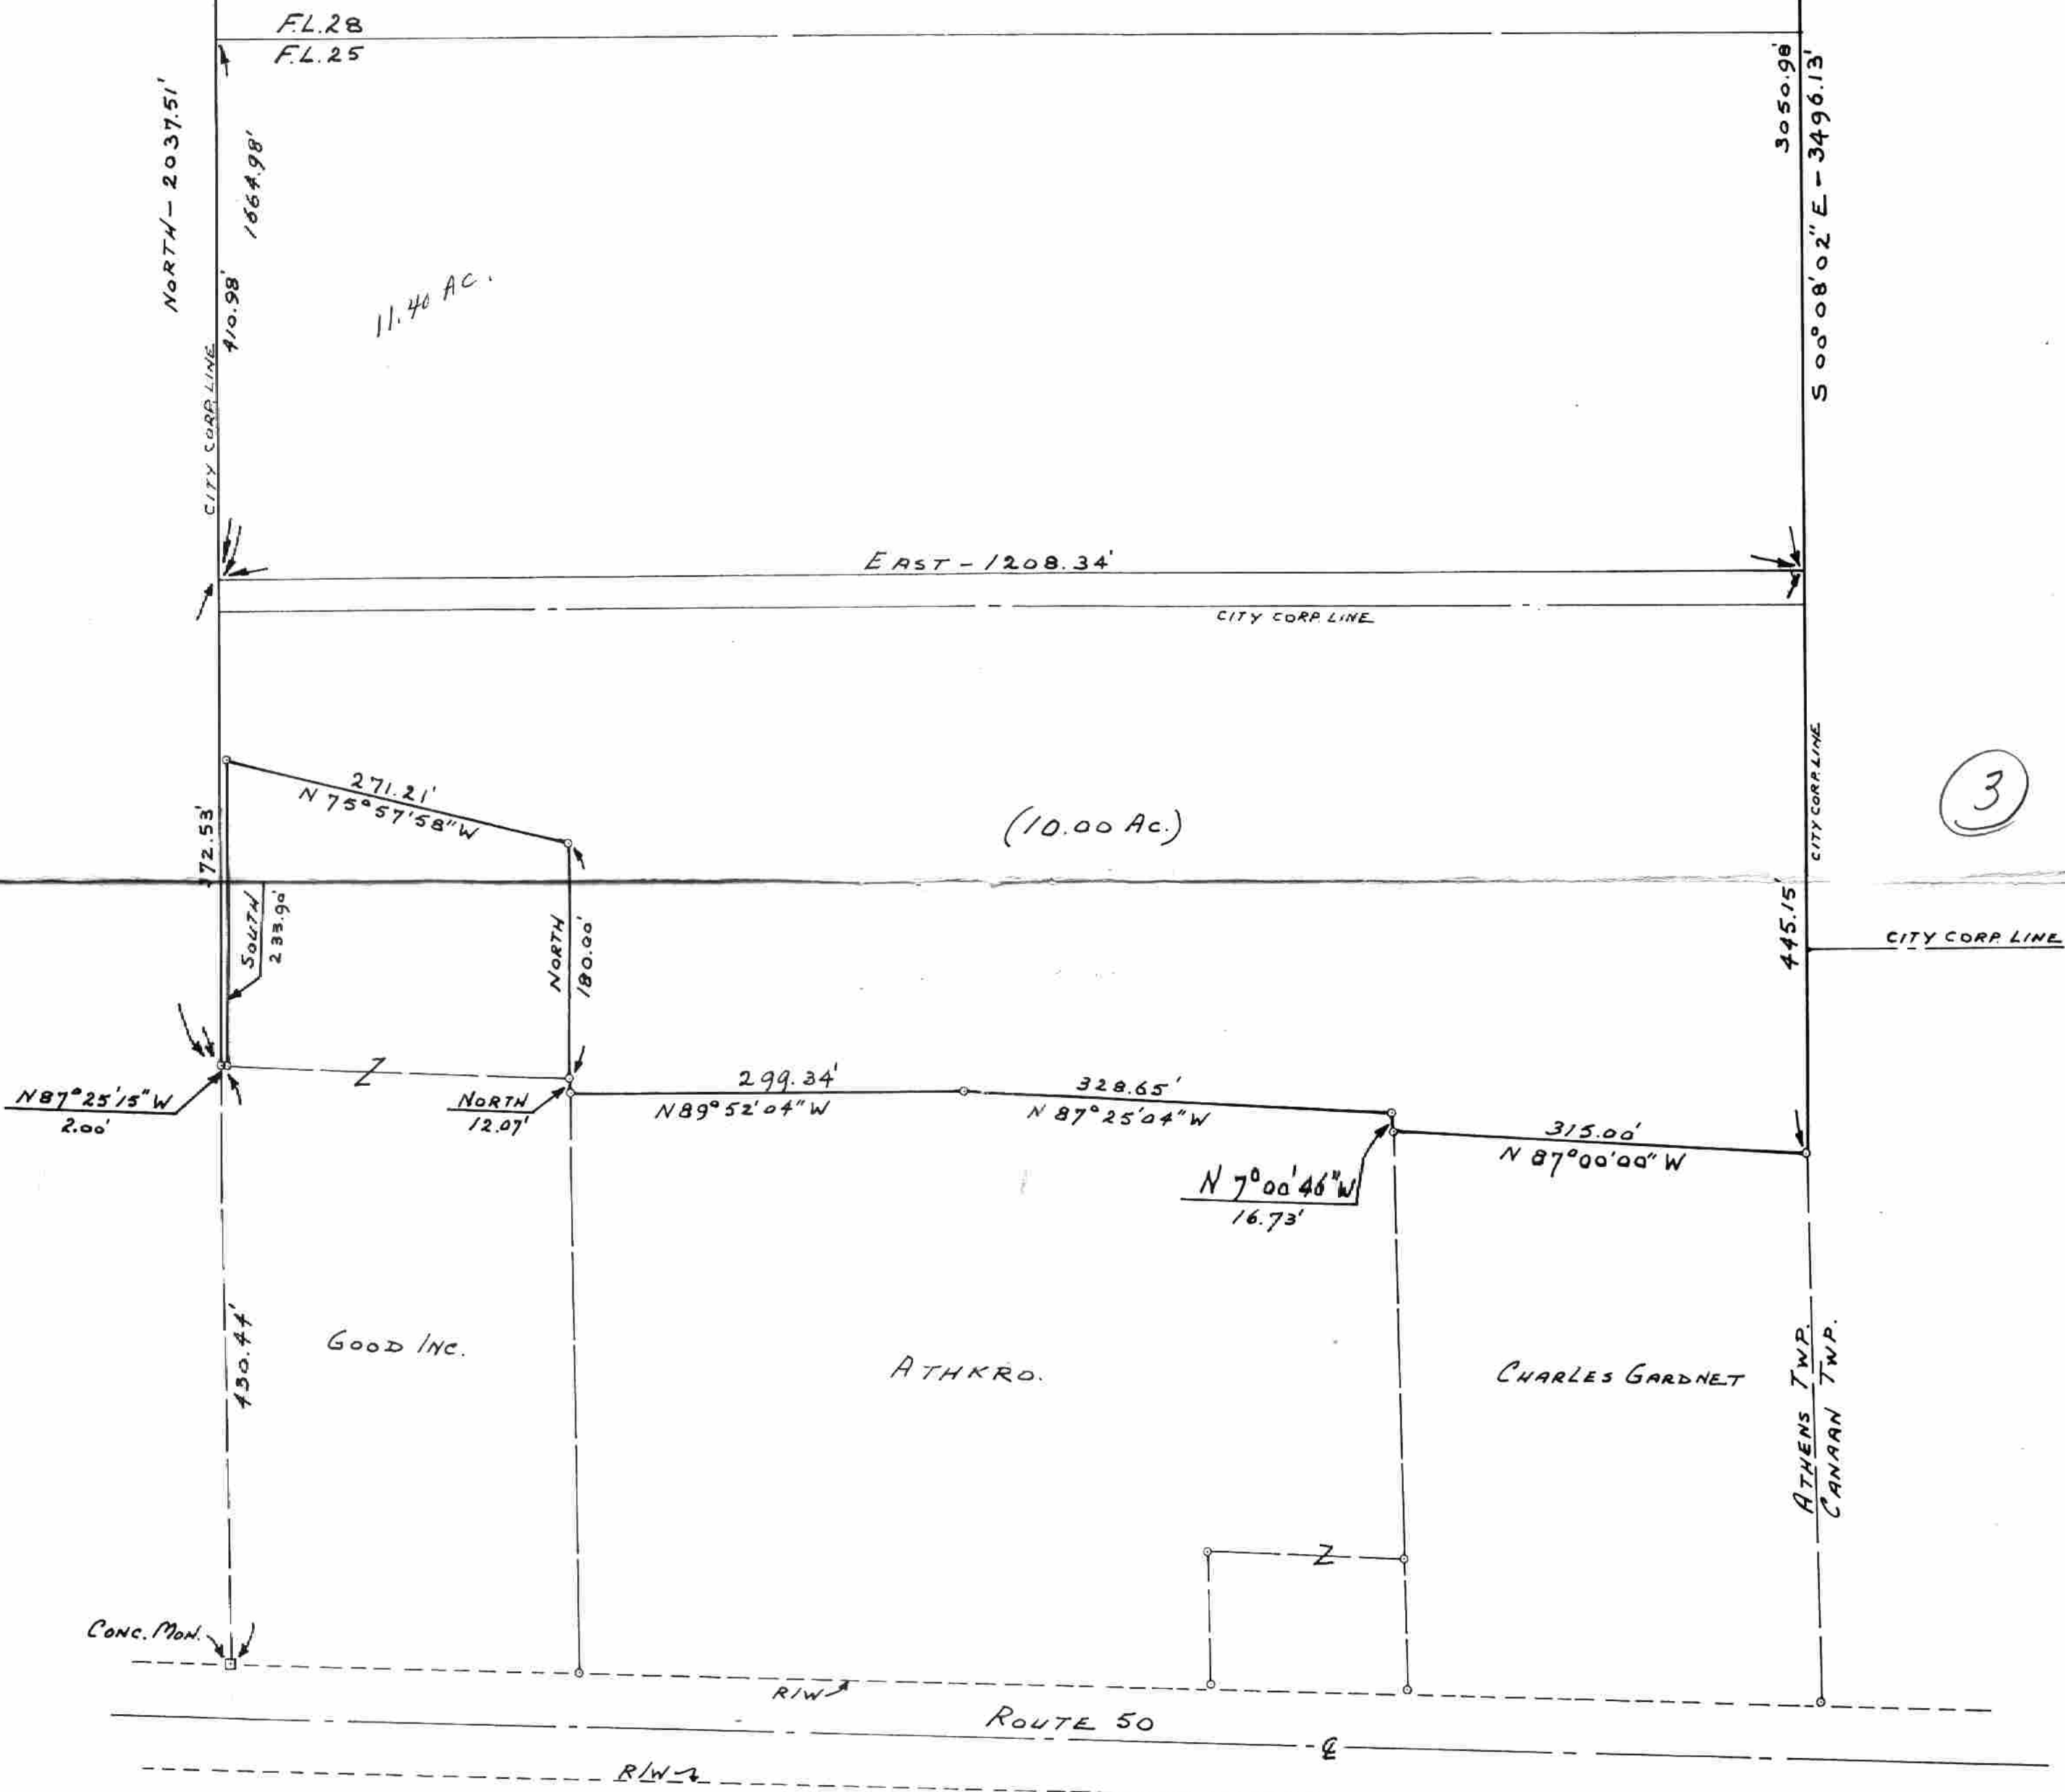 F.L.28
F.L.25
NORTH - 2037.51'
1664.98'
410.98'
CITY CORP. LINE
11.40 AC.
3050.98'
S 00°08'02" E - 3496.13'
EAST - 1208.34'
CITY CORP. LINE
CITY CORP. LINE
3
271.21'
N 75°57'58" W
(10.00 Ac.)
372.53'
SOUTH
233.90'
NORTH
180.00'
445.15'
CITY CORP. LINE
Z
N87°25'15" W
2.00'
NORTH
12.07'
299.34'
N89°52'04" W
328.65'
N 87°25'04" W
315.00'
N 87°00'00" W
N 7°00'46" W
16.73'
430.44'
GOOD INC.
ATHKRO.
CHARLES GARDNET
ATHENS TWP.
CANAAN TWP.
Z
CONC. MON.
R/W
ROUTE 50
℄
R/W